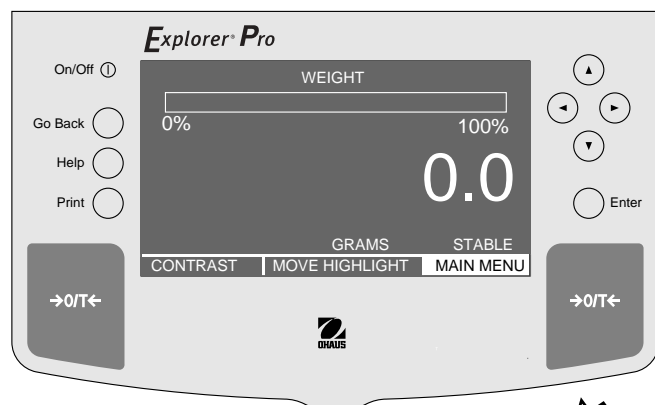 Explorer® Pro
On/Off
WEIGHT
0% 100%
Go Back
Help
Print
0.0
Enter
GRAMS STABLE
CONTRAST MOVE HIGHLIGHT MAIN MENU
→0/T← →0/T←
OHAUS